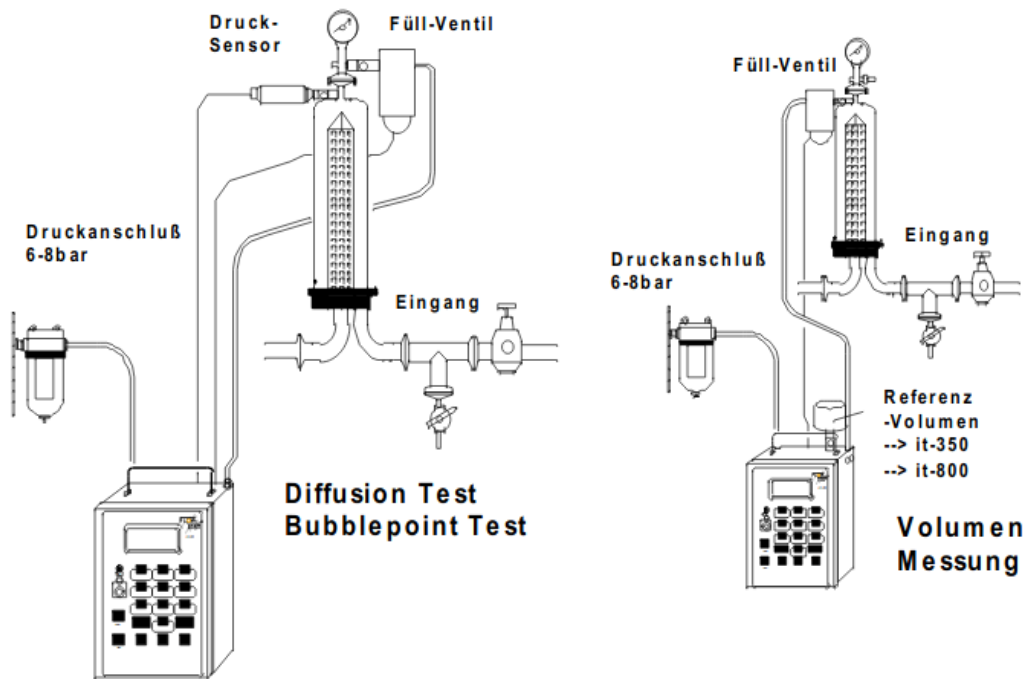 Druck-
Sensor
Füll-Ventil
Druckanschluß
6-8bar
Eingang
Diffusion Test
Bubblepoint Test
Füll-Ventil
Eingang
Druckanschluß
6-8bar
Referenz
-Volumen
--> it-350
--> it-800
Volumen
Messung